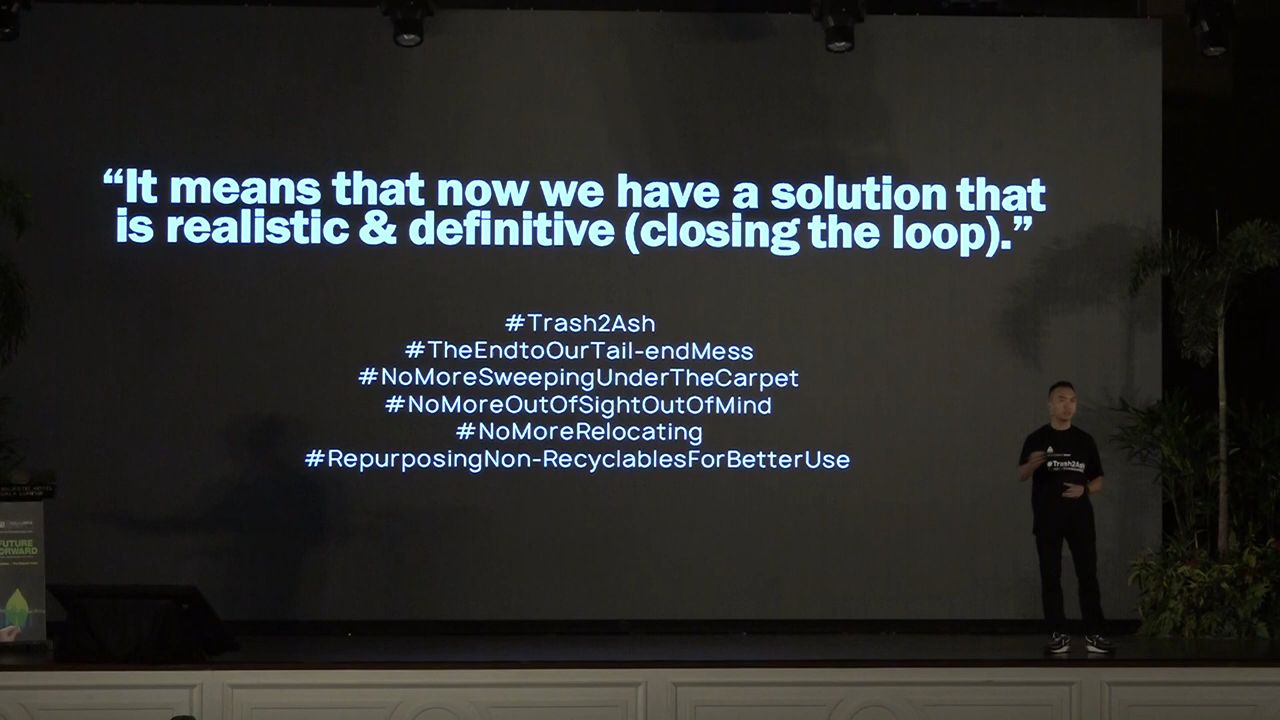 “It means that now we have a solution that
is realistic & definitive (closing the loop).”
#Trash2Ash
#TheEndtoOurTail-endMess
#NoMoreSweepingUnderTheCarpet
#NoMoreOutOfSightOutOfMind
#NoMoreRelocating
#RepurposingNon-RecyclablesForBetterUse
#Trash2Ash
FUTURE
FORWARD